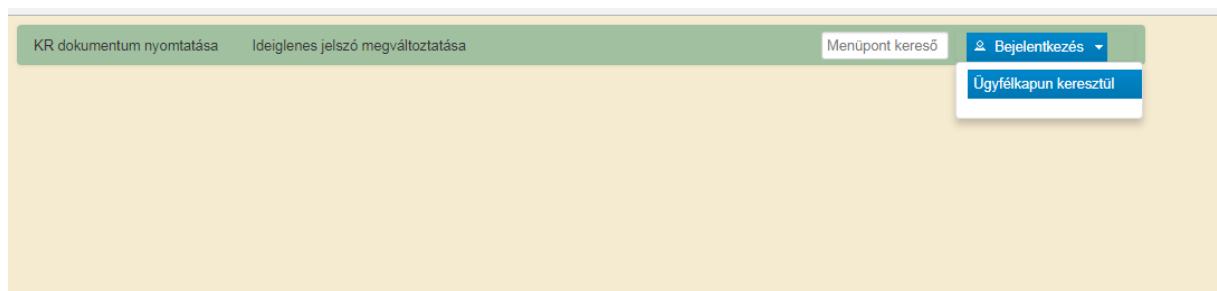 KR dokumentum nyomtatása Ideiglenes jelszó megváltoztatása Menüpont kereső Bejelentkezés
Ügyfélkapun keresztül